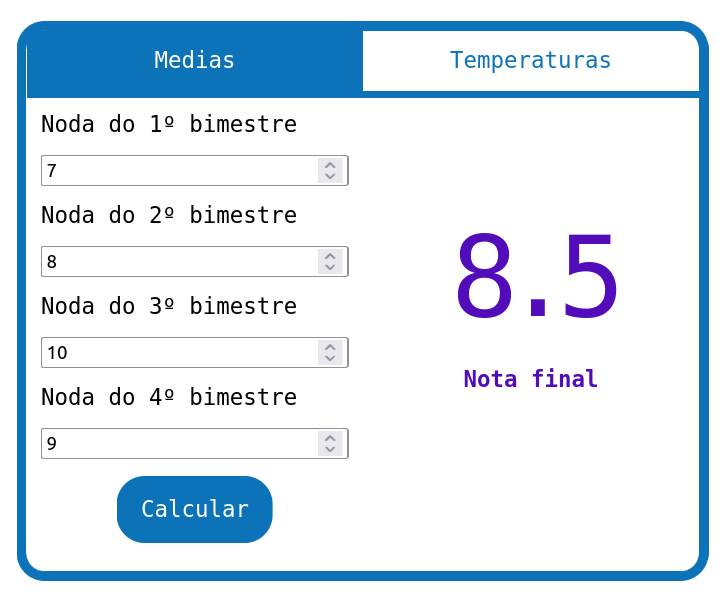 Medias
Temperaturas
Noda do 1º bimestre
7
Noda do 2º bimestre
8
Noda do 3º bimestre
10
Noda do 4º bimestre
9
Calcular
8.5
Nota final